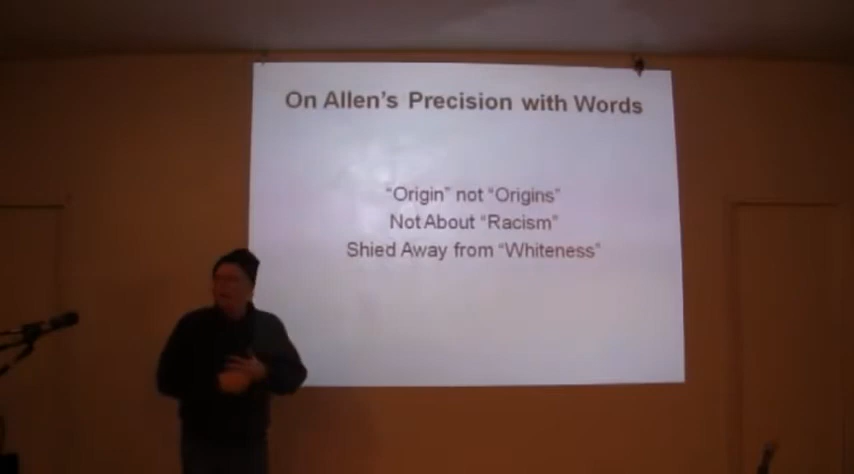 On Allen's Precision with Words
"Origin" not "Origins"
Not About "Racism"
Shied Away from "Whiteness"